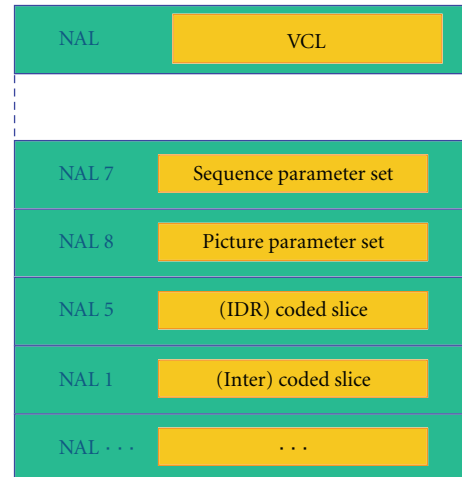 NAL VCL
NAL 7 Sequence parameter set
NAL 8 Picture parameter set
NAL 5 (IDR) coded slice
NAL 1 (Inter) coded slice
NAL · · · · · ·